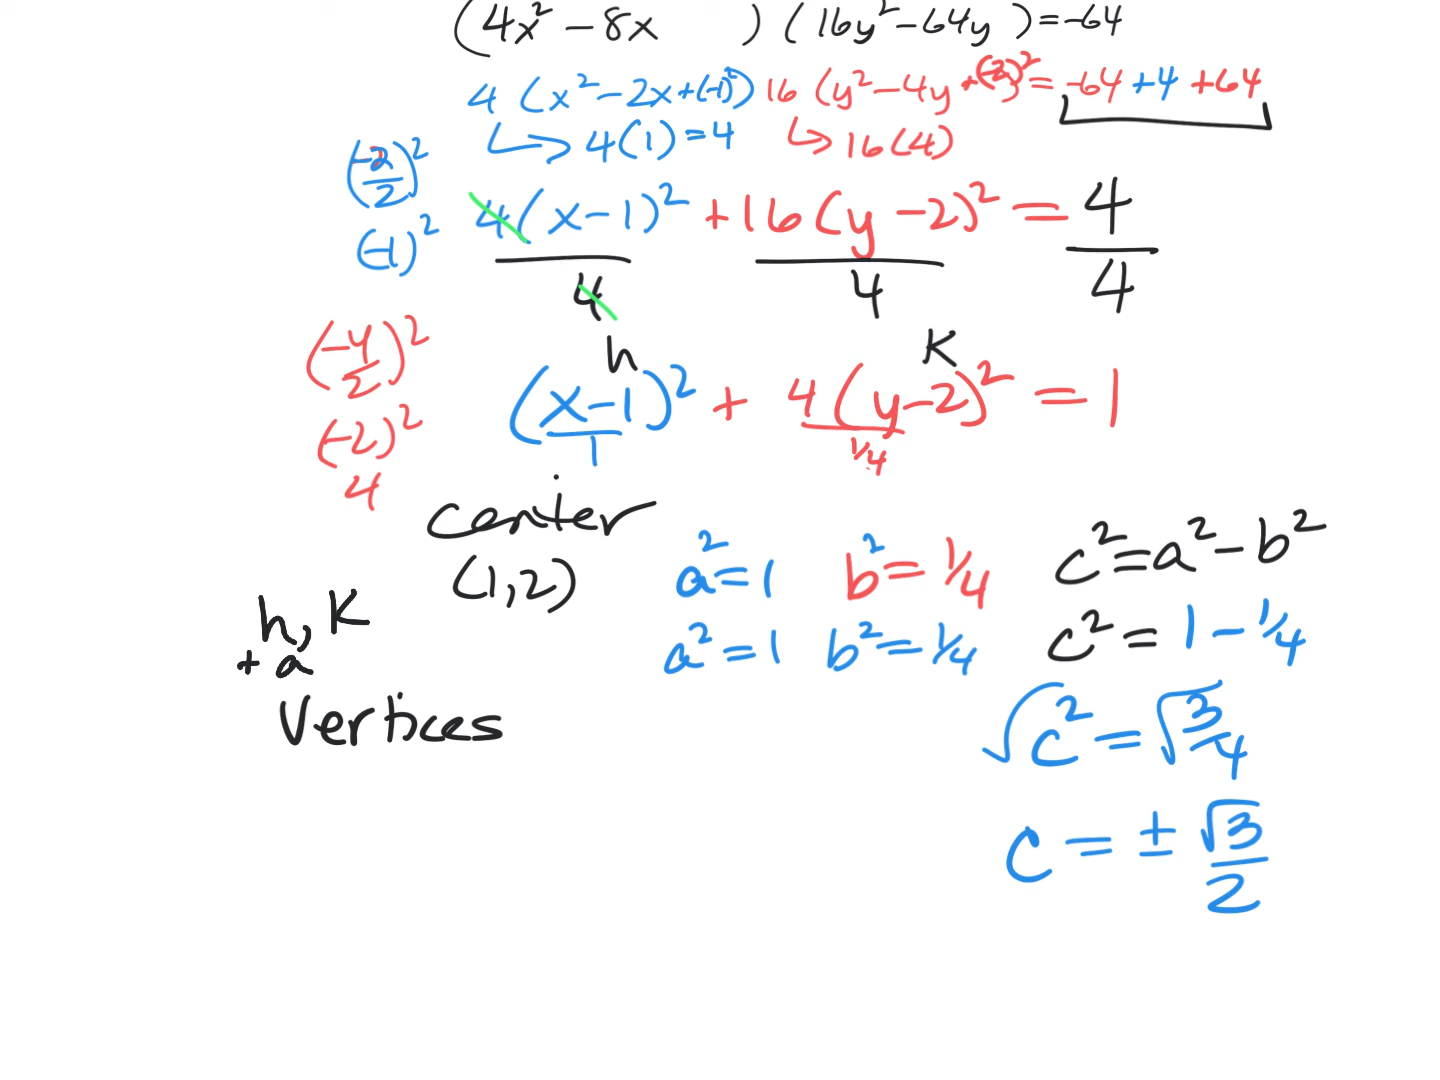 (4x² - 8x ) (16y² - 64y ) = -64
4 (x² - 2x + (-1)²) 16 (y² - 4y + (-2)²) = -64 + 4 + 64
↳ 4(1) = 4 ↳ 16(4)
(-2/2)²
4(x-1)²/4 + 16(y-2)²/4 = 4/4
(-1)²
(-4/2)²
h K
(x-1)²/1 + 4(y-2)²/¼ = 1
(-2)²
4
center
(1,2)
a² = 1 b² = 1/4 c² = a² - b²
h, K
+ a
a² = 1 b² = 1/4 c² = 1 - 1/4
Vertices
√c² = √3/4
c = ± √3/2